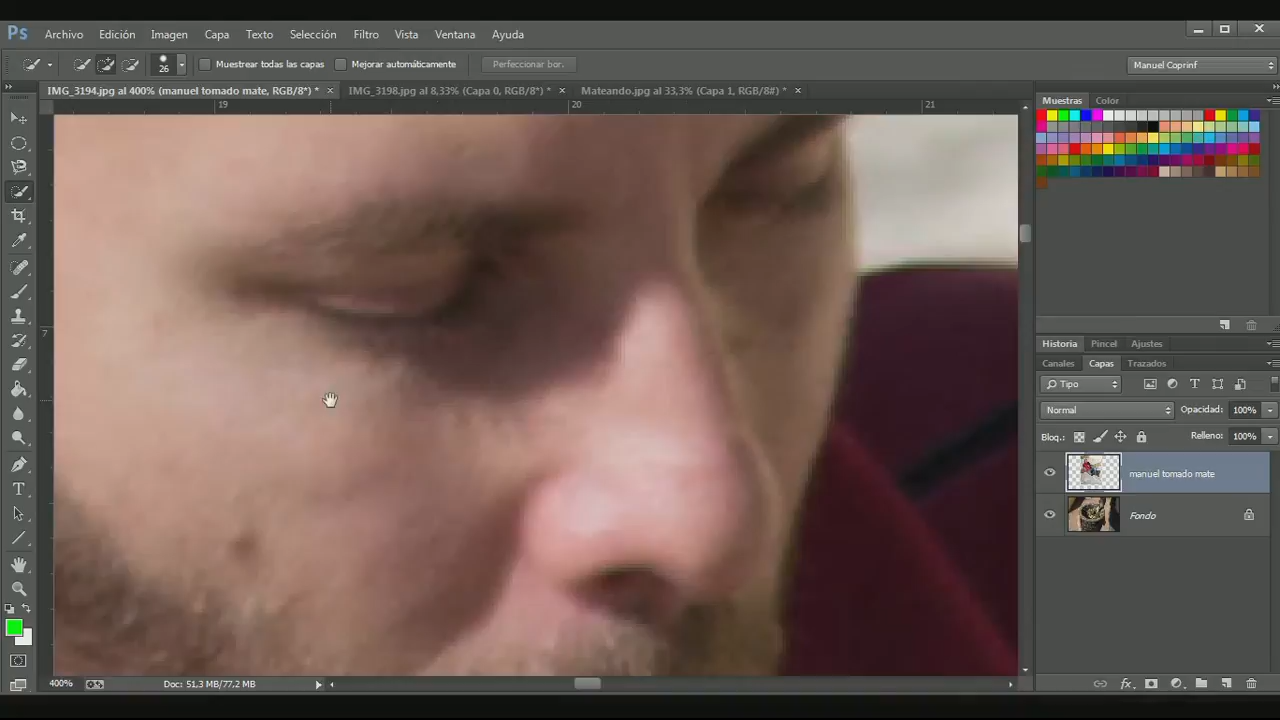 Ps Archivo Edición Imagen Capa Texto Selección Filtro Vista Ventana Ayuda
26 Muestrear todas las capas Mejorar automáticamente Perfeccionar bor. Manuel Coprinf
IMG_3194.jpg al 400% (manuel tomado mate, RGB/8*) * × IMG_3198.jpg al 8,33% (Capa 0, RGB/8*) * × Mateando.jpg al 33,3% (Capa 1, RGB/8#) * ×
19 20 21
7
Muestras Color
Historia Pincel Ajustes
Canales Capas Trazados
Tipo
Normal Opacidad: 100%
Bloq.: Relleno: 100%
manuel tomado mate
Fondo
400% Doc: 51,3 MB/77,2 MB
fx